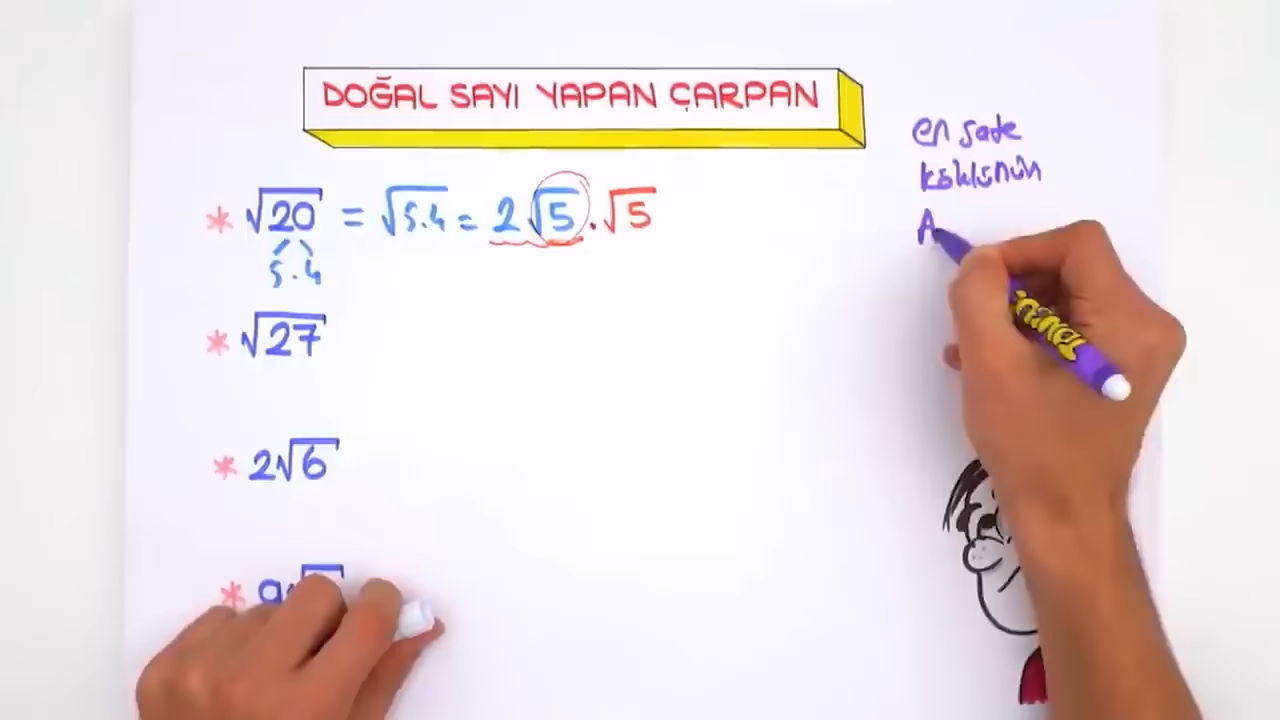 DOĞAL SAYI YAPAN ÇARPAN
* √20 = √5.4 = 2√5 . √5
5.4
* √27
* 2√6
en sade
köklünün
A